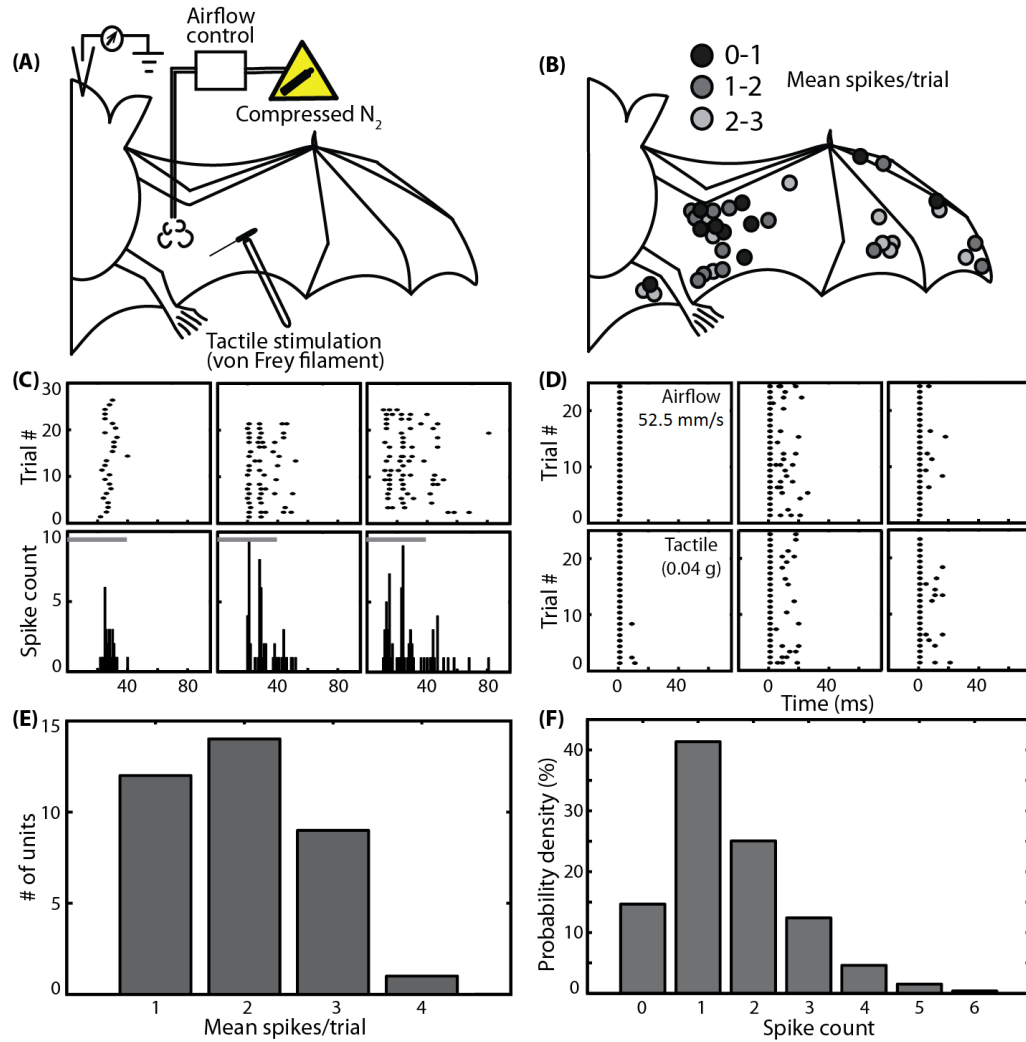 (A)
Airflow
control
Compressed N2
Tactile stimulation
(von Frey filament)
(B)
0-1
1-2
2-3
Mean spikes/trial
(C)
30
20
10
0
Trial #
10
5
0
Spike count
40
80
40
80
40
80
(D)
Airflow
52.5 mm/s
20
10
0
Trial #
Tactile
(0.04 g)
20
10
0
Trial #
0
40
0
40
0
40
Time (ms)
(E)
15
10
5
0
# of units
1
2
3
4
Mean spikes/trial
(F)
40
30
20
10
0
Probability density (%)
0
1
2
3
4
5
6
Spike count